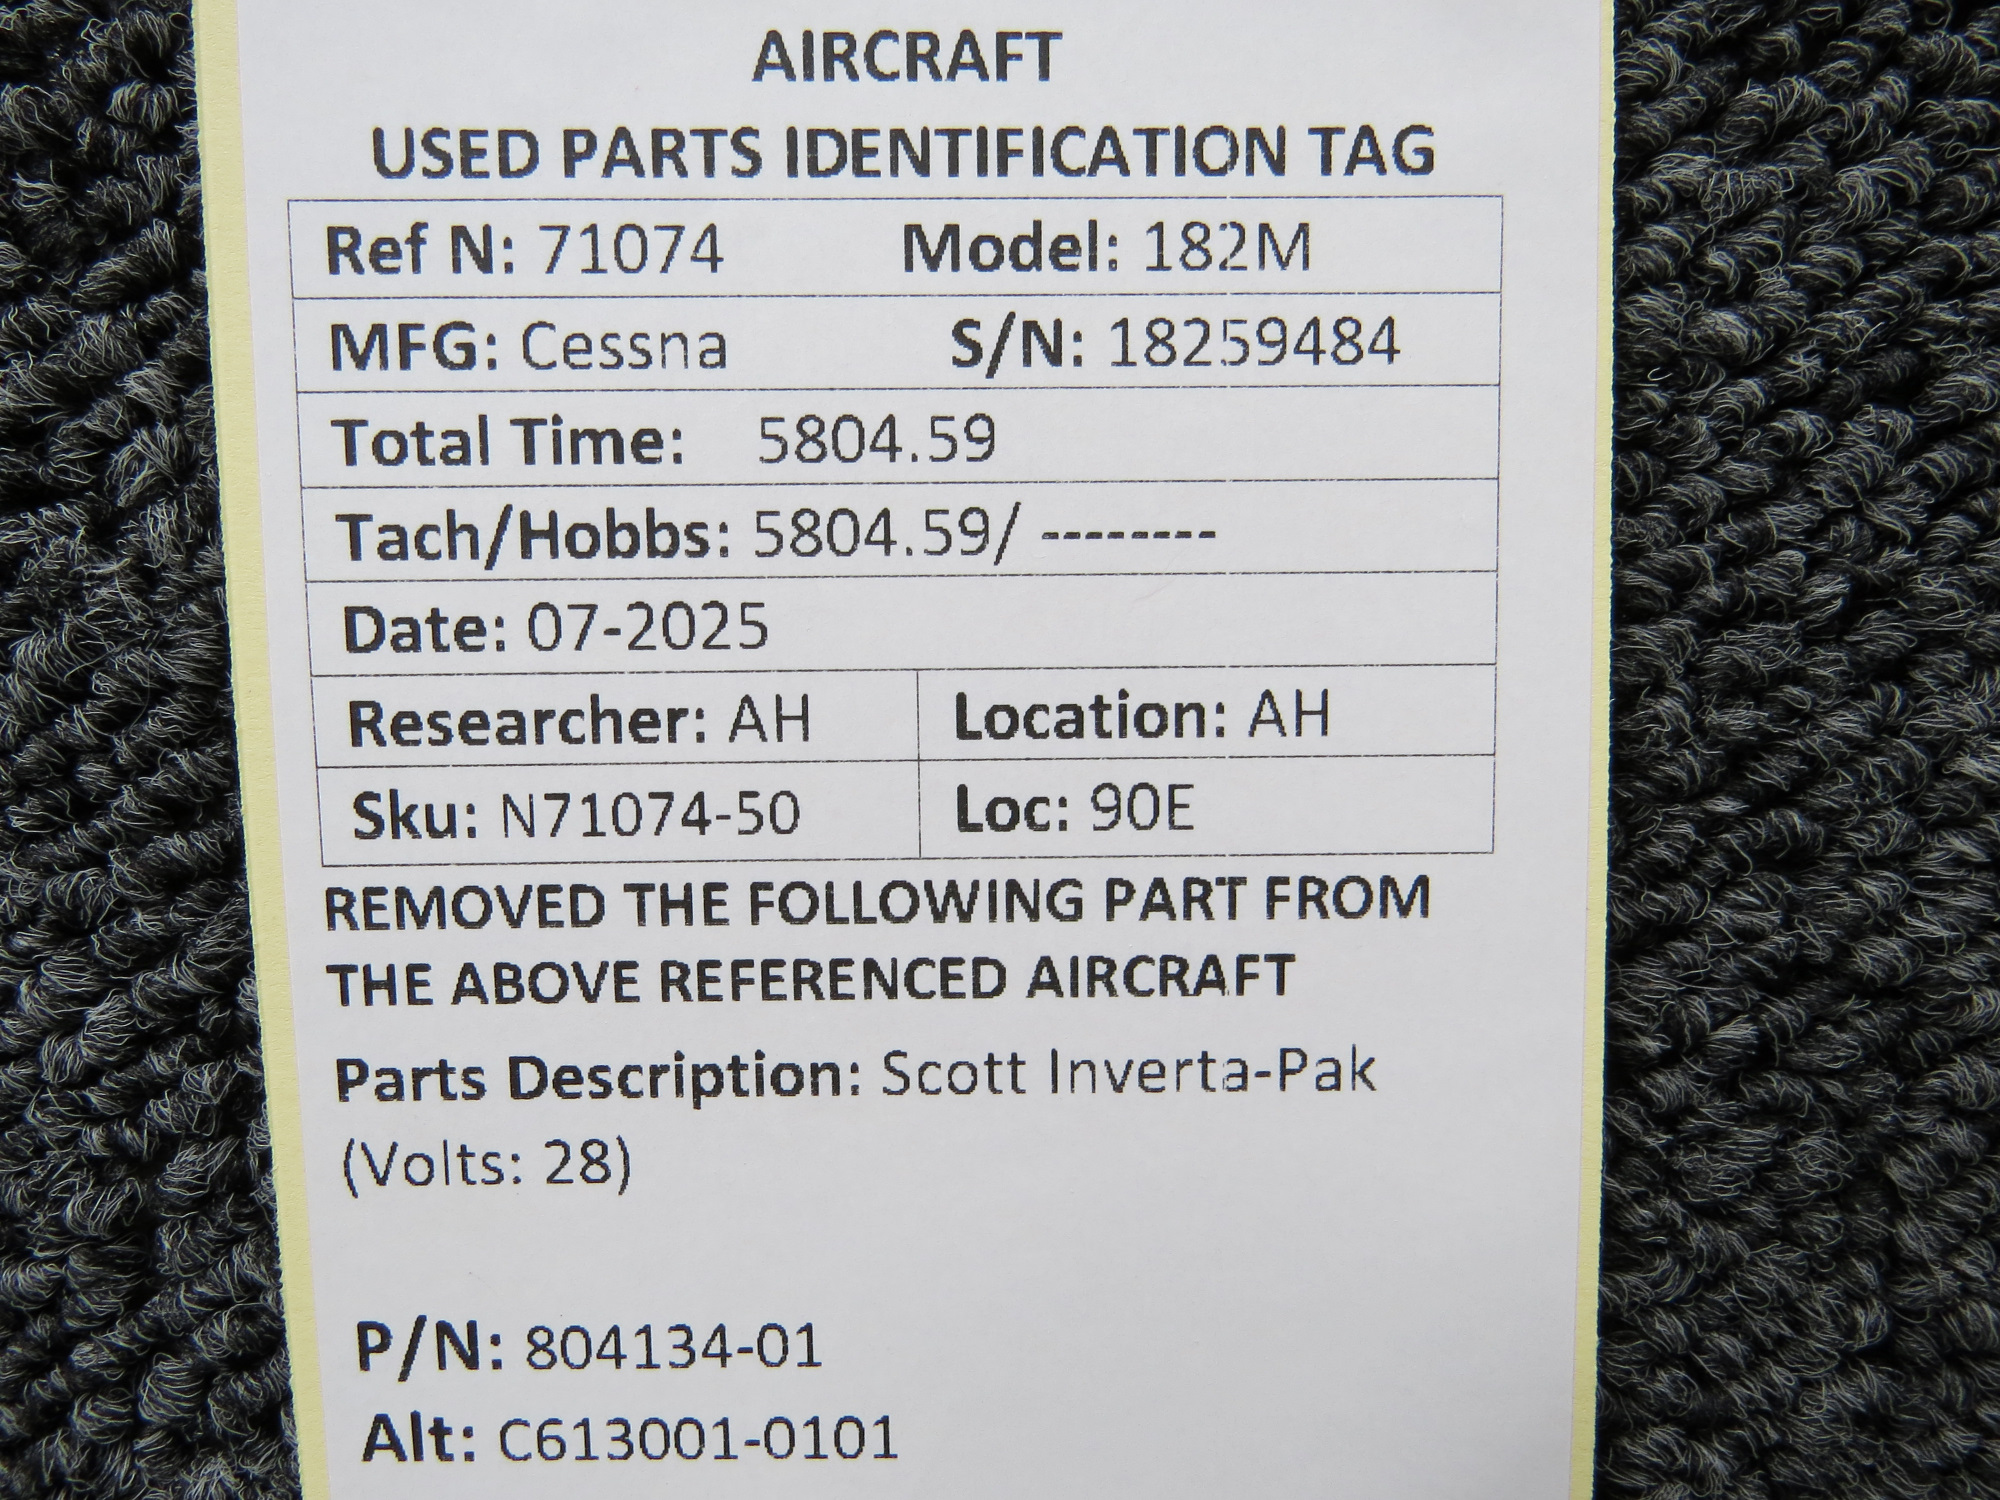 AIRCRAFT
USED PARTS IDENTIFICATION TAG
Ref N: 71074 Model: 182M
MFG: Cessna S/N: 18259484
Total Time: 5804.59
Tach/Hobbs: 5804.59/ --------
Date: 07-2025
Researcher: AH Location: AH
Sku: N71074-50 Loc: 90E
REMOVED THE FOLLOWING PART FROM
THE ABOVE REFERENCED AIRCRAFT
Parts Description: Scott Inverta-Pak
(Volts: 28)
P/N: 804134-01
Alt: C613001-0101